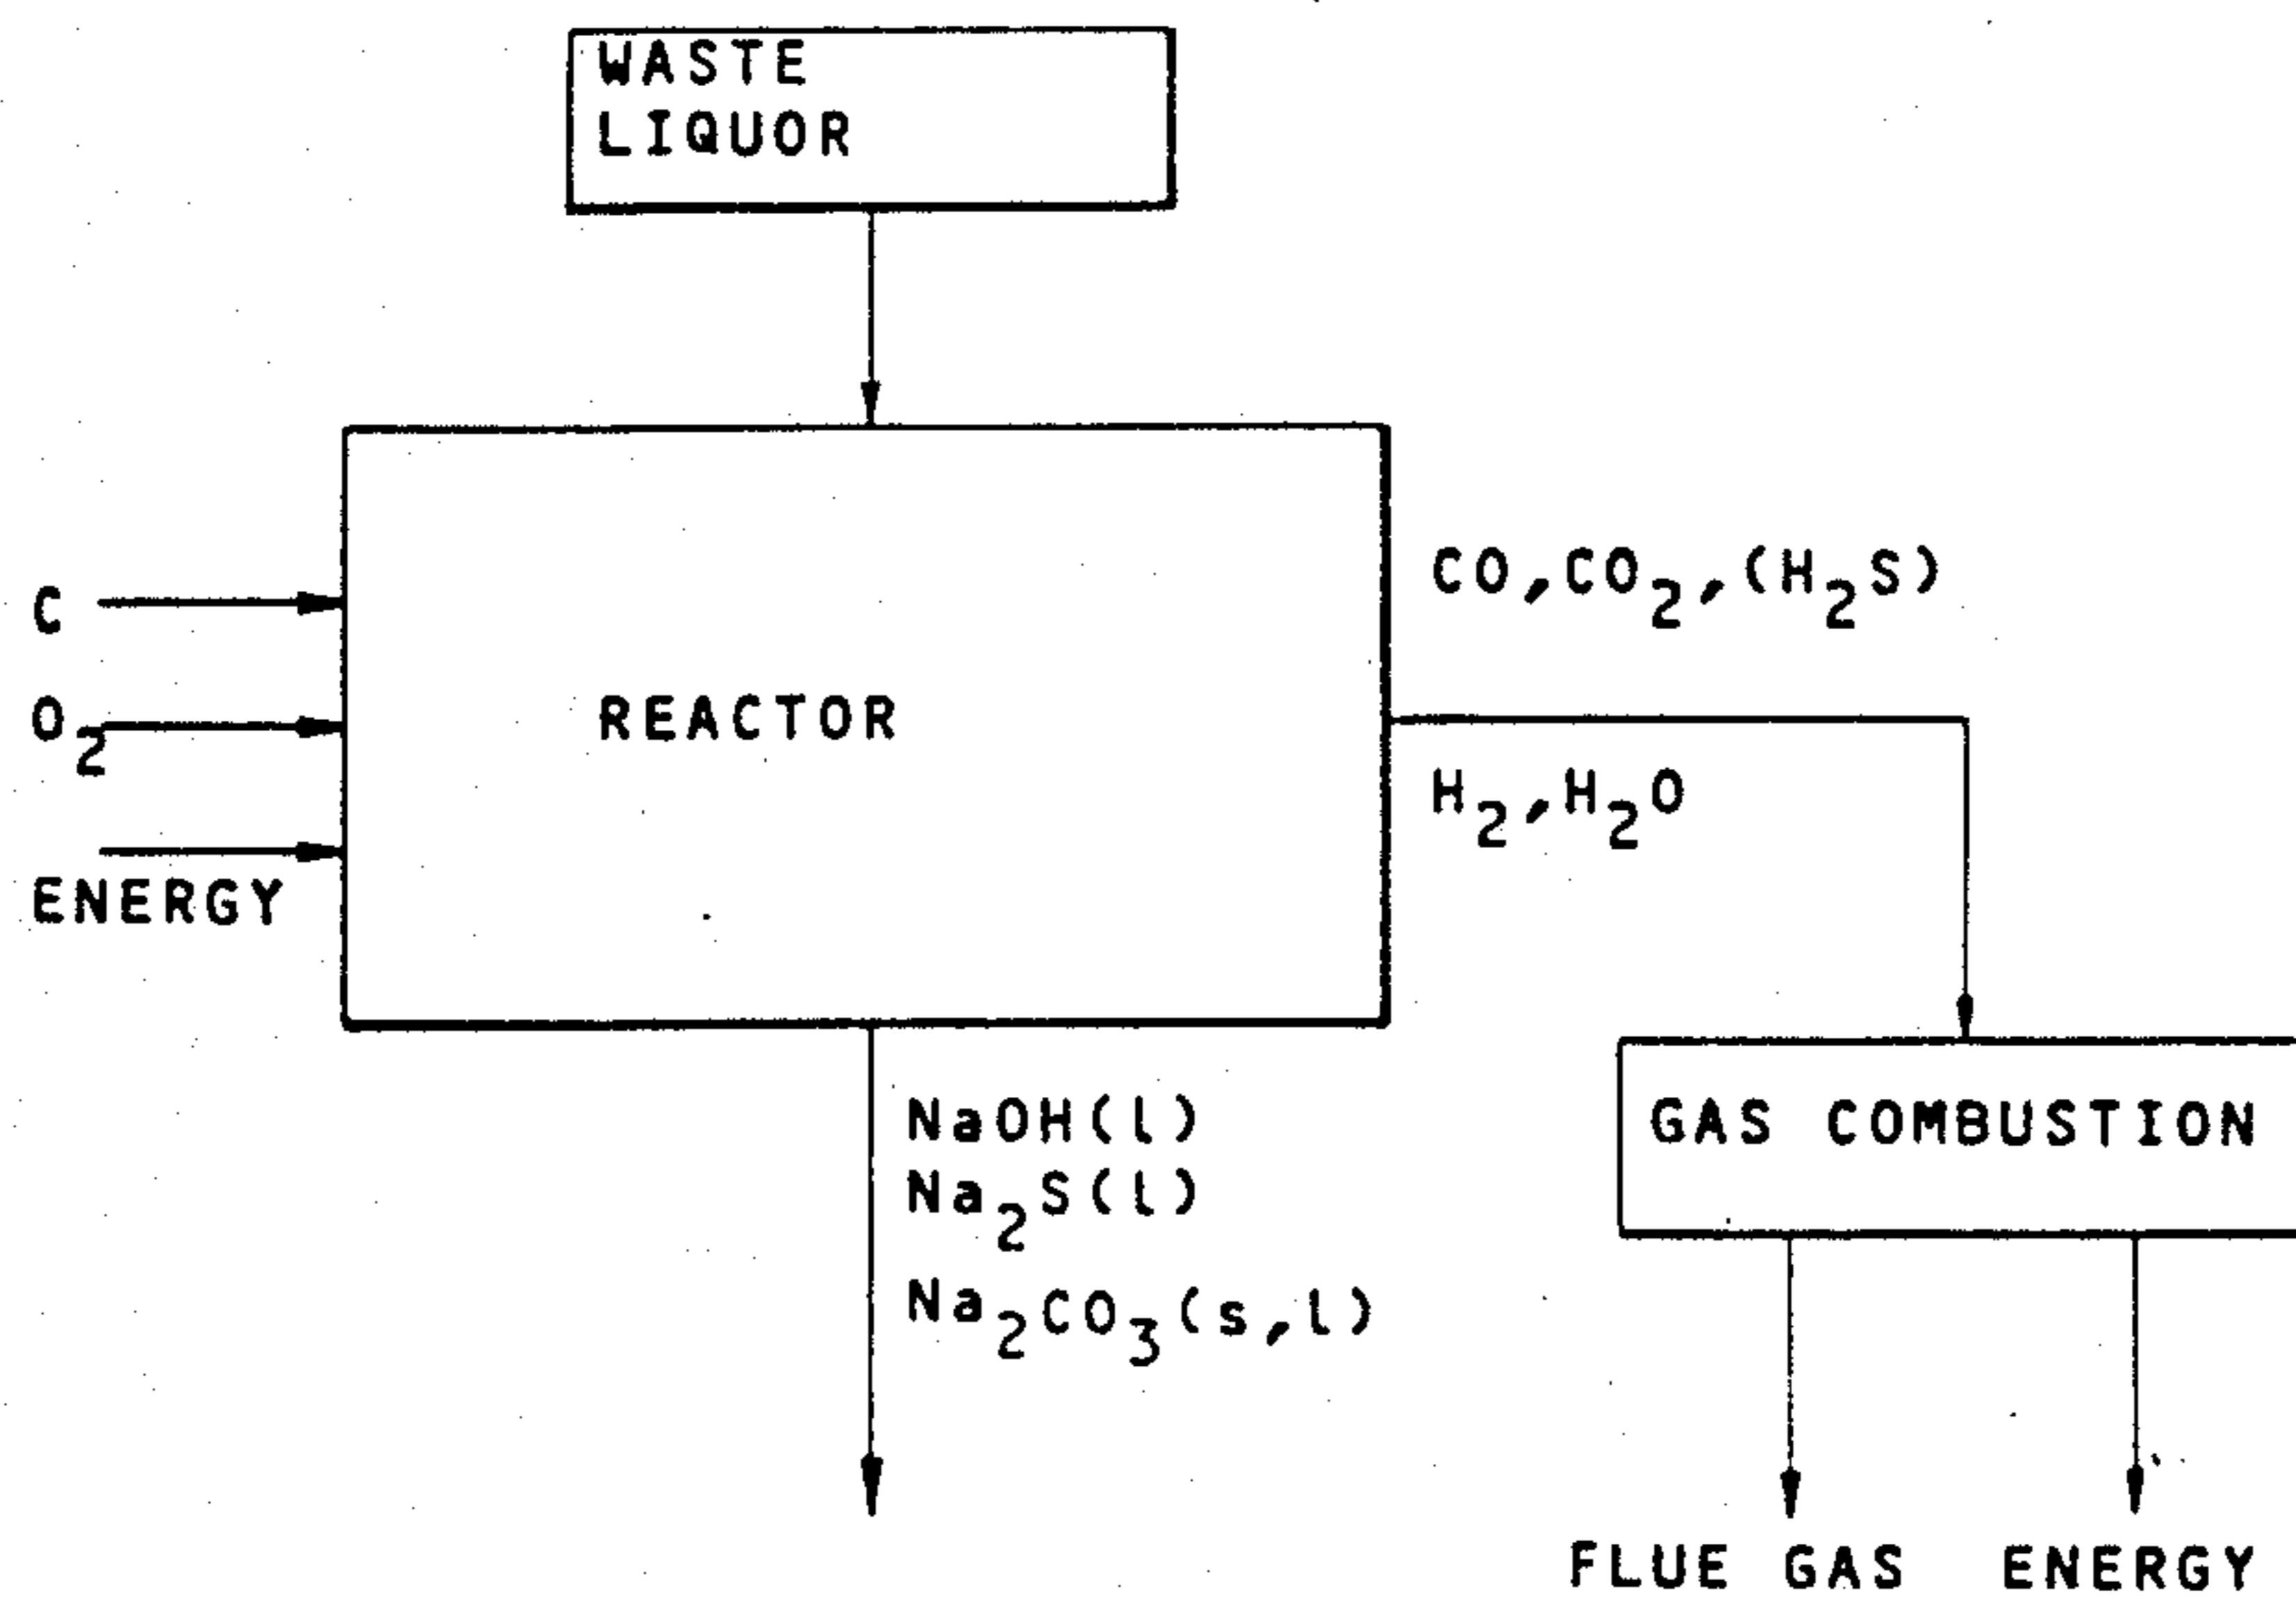 WASTE
LIQUOR
C
O2
ENERGY
REACTOR
CO,CO2,(H2S)
H2,H2O
NaOH(l)
Na2S(l)
Na2CO3(s,l)
GAS COMBUSTION
FLUE GAS
ENERGY